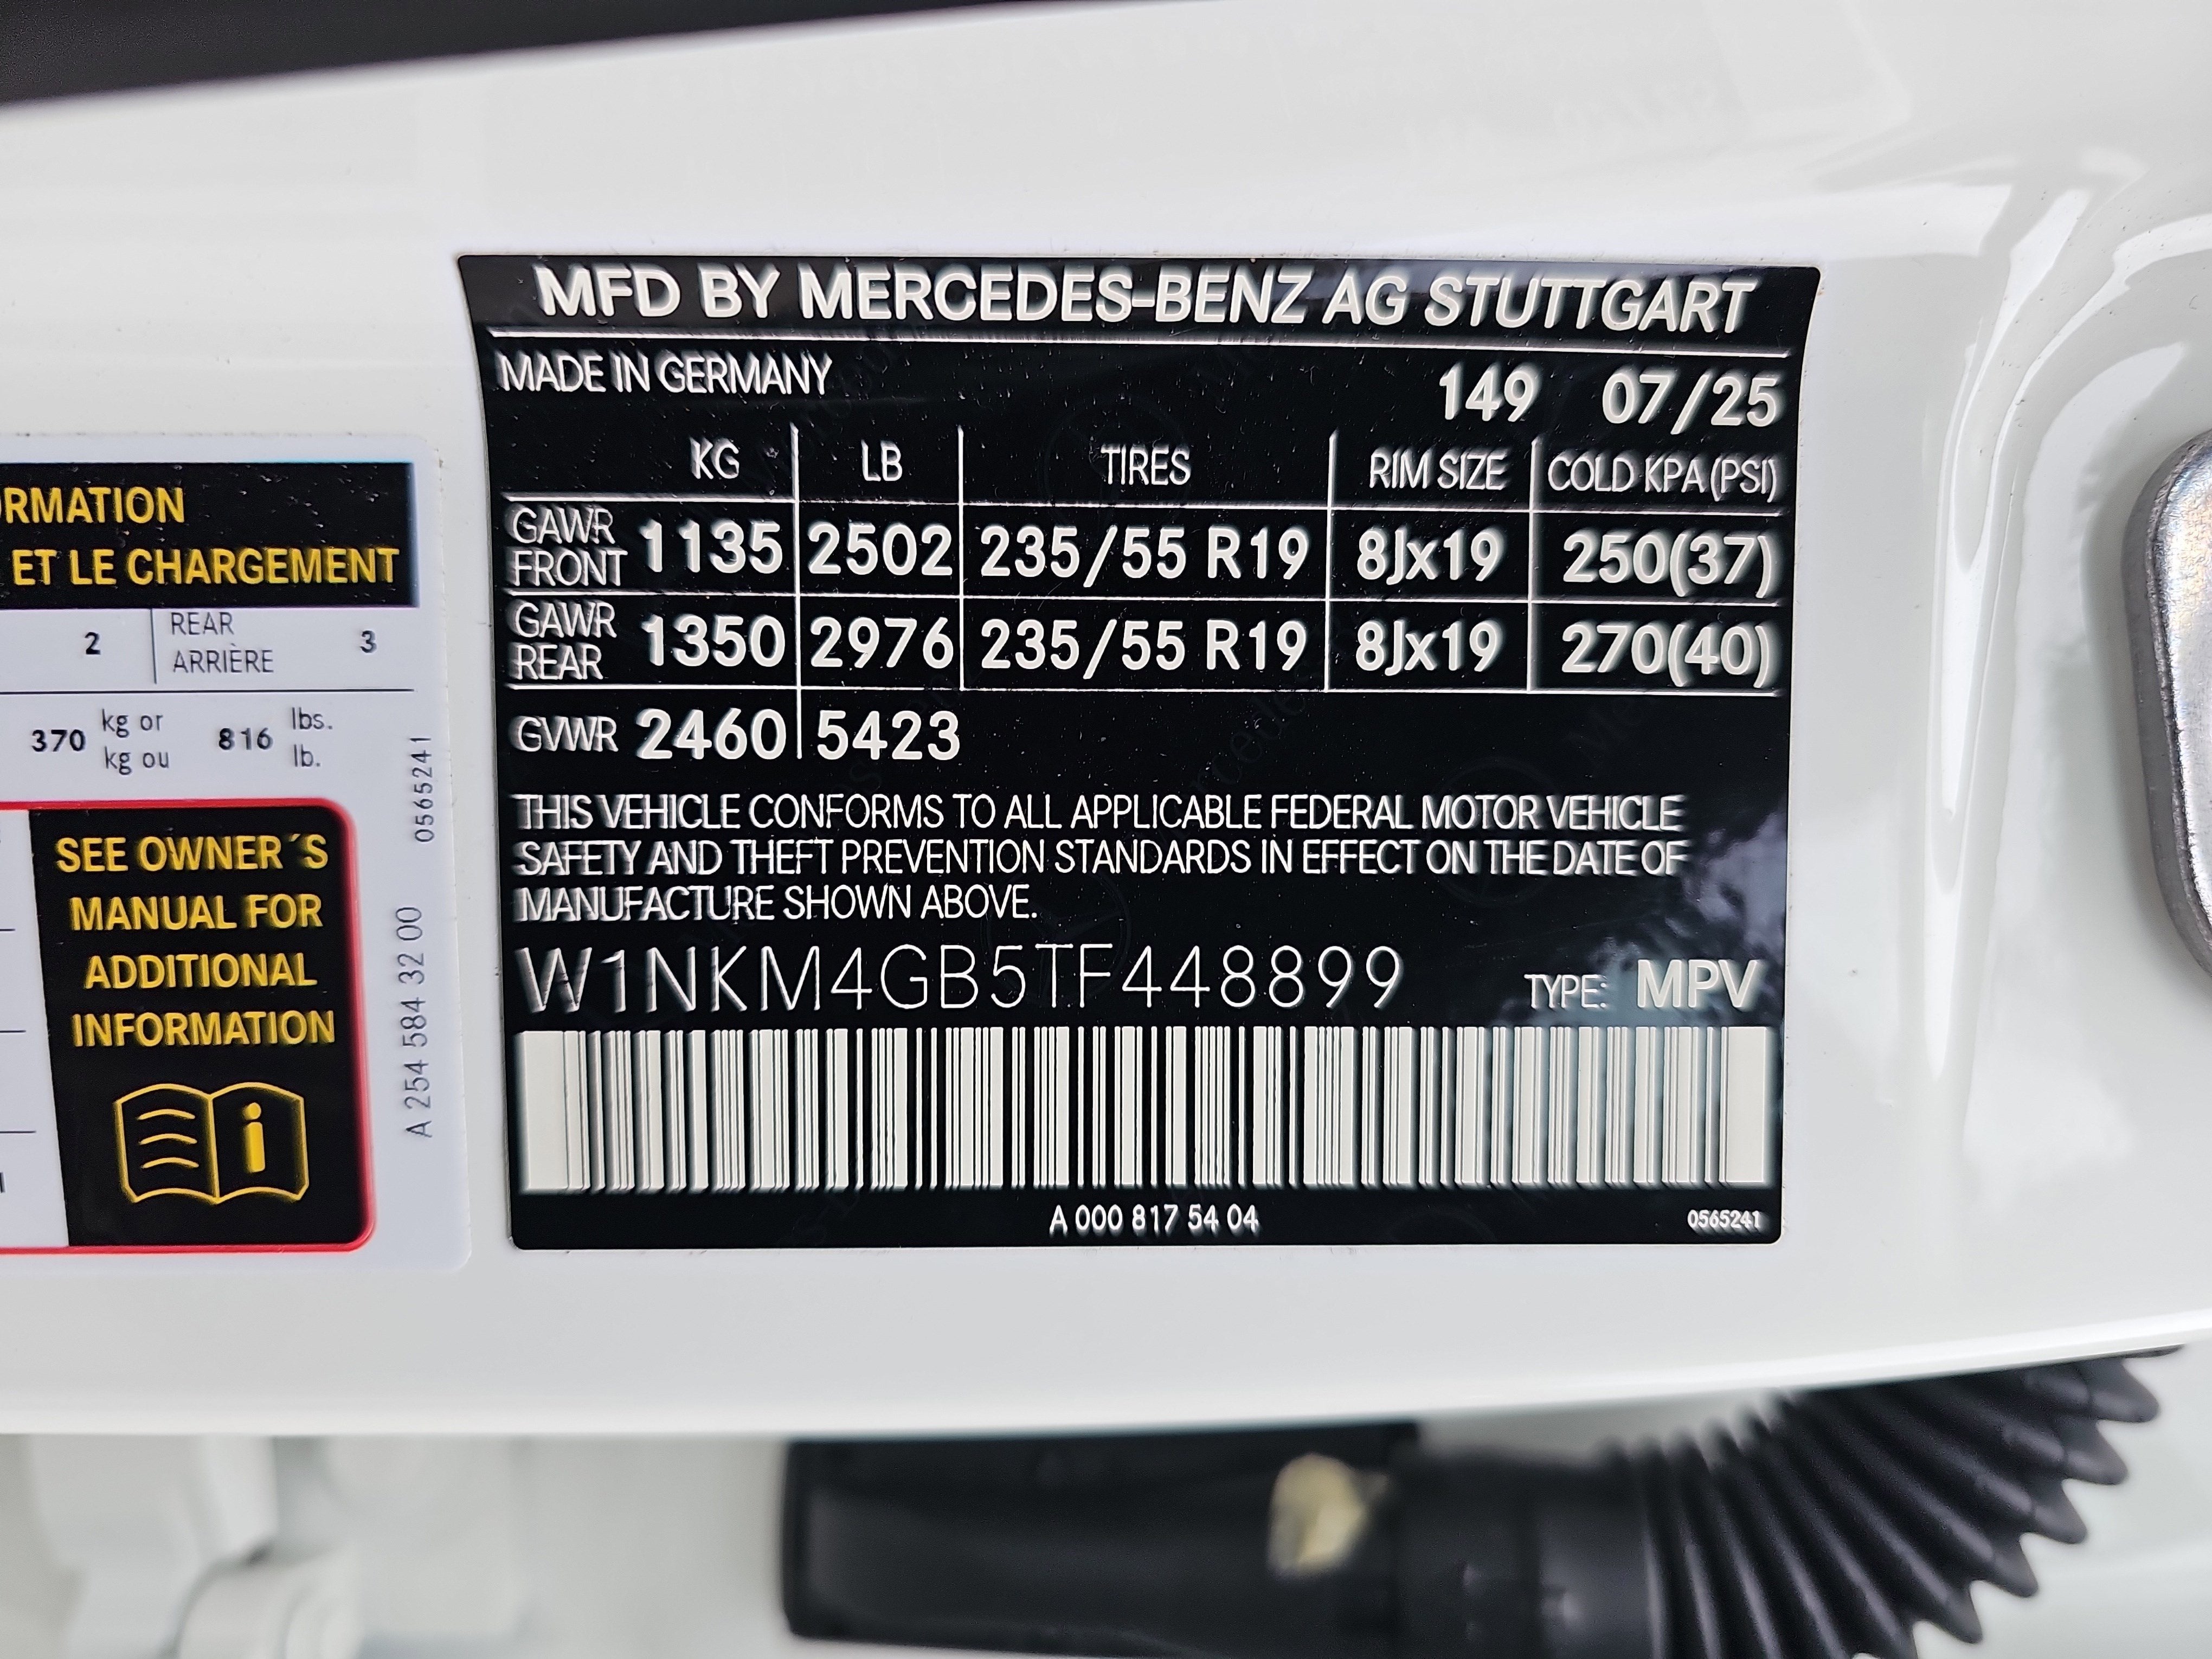 MFD BY MERCEDES-BENZ AG STUTTGART
MADE IN GERMANY 149 07/25
KG LB TIRES RIM SIZE COLD KPA (PSI)
GAWR FRONT 1135 2502 235/55 R19 8Jx19 250(37)
GAWR REAR 1350 2976 235/55 R19 8Jx19 270(40)
GVWR 2460 5423
THIS VEHICLE CONFORMS TO ALL APPLICABLE FEDERAL MOTOR VEHICLE
SAFETY AND THEFT PREVENTION STANDARDS IN EFFECT ON THE DATE OF
MANUFACTURE SHOWN ABOVE.
W1NKM4GB5TF448899 TYPE: MPV
A 000 817 54 04 0565241
RMATION
ET LE CHARGEMENT
2 REAR 3
ARRIÈRE
370 kg or 816 lbs.
kg ou lb.
SEE OWNER´S
MANUAL FOR
ADDITIONAL
INFORMATION
i
A 254 584 32 00 0565241